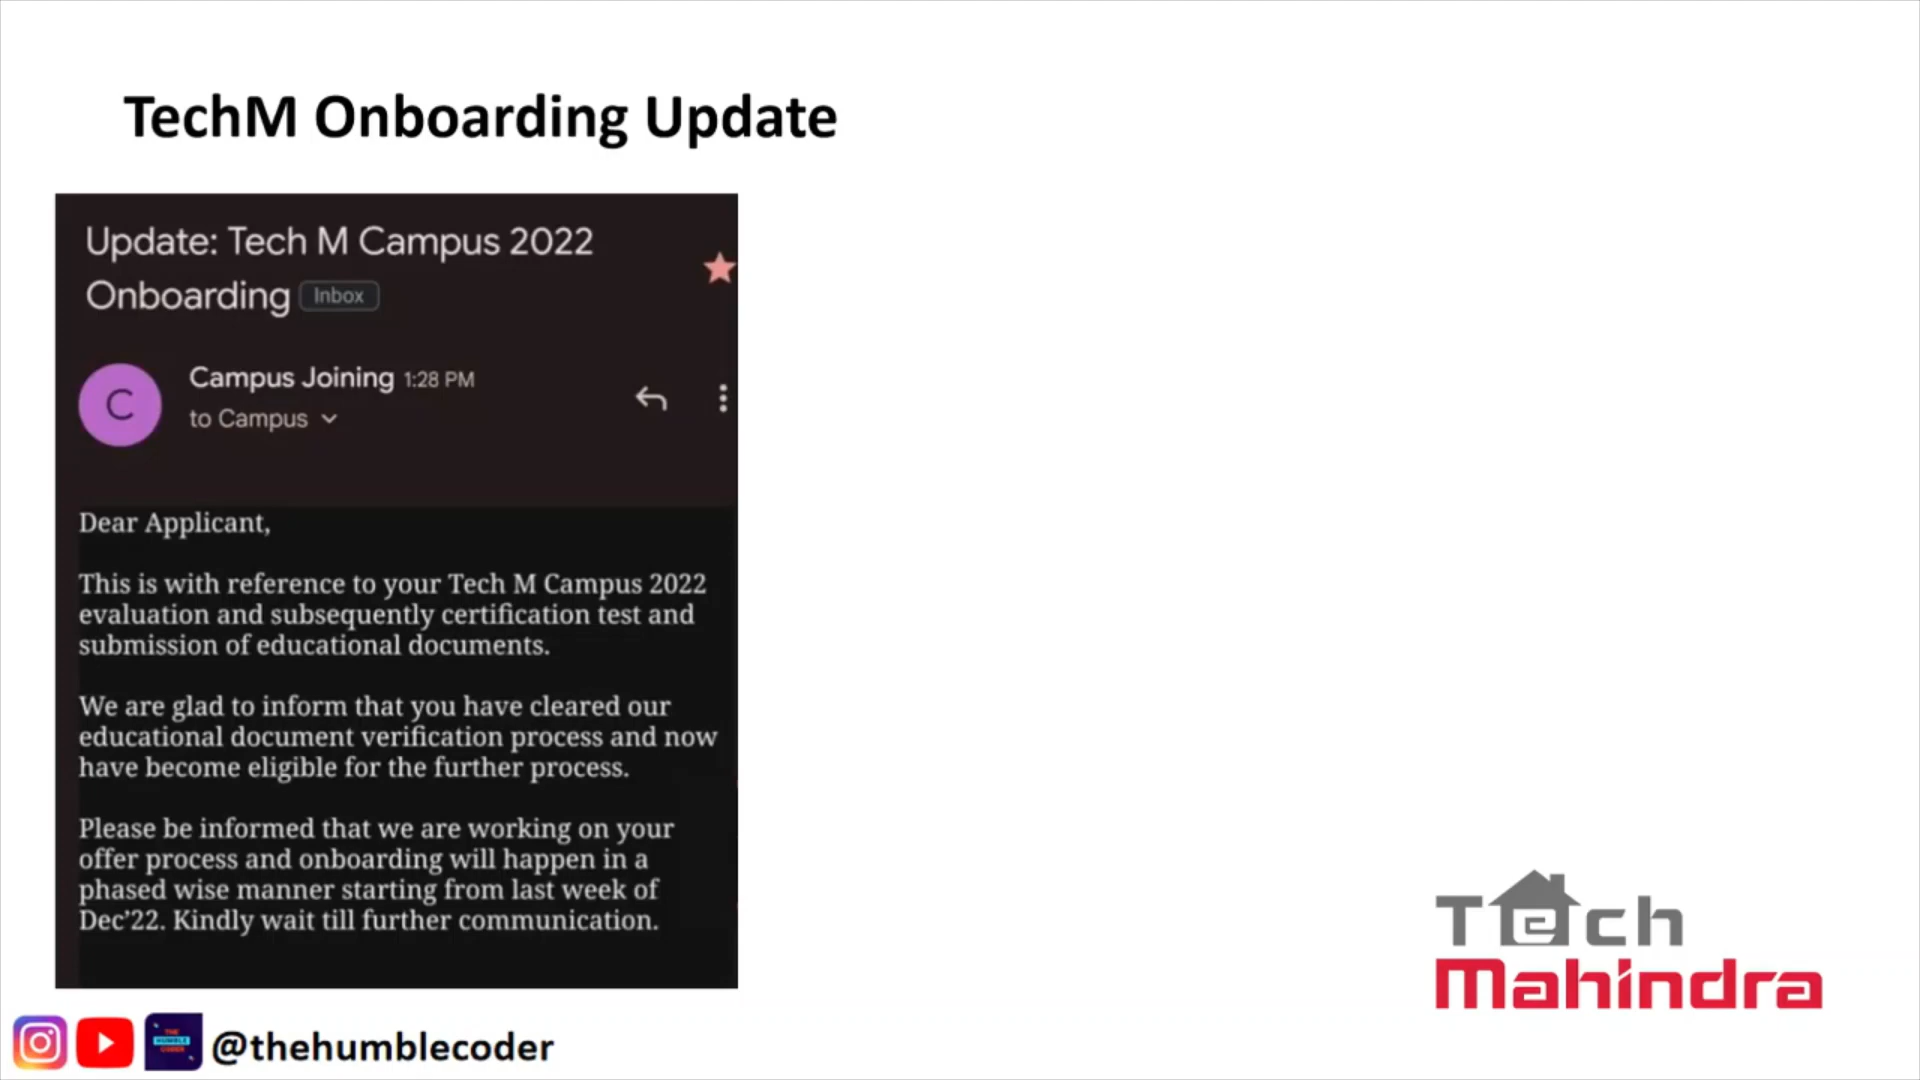 TechM Onboarding Update
Update: Tech M Campus 2022
Onboarding Inbox
C
Campus Joining 1:28 PM
to Campus
Dear Applicant,
This is with reference to your Tech M Campus 2022
evaluation and subsequently certification test and
submission of educational documents.
We are glad to inform that you have cleared our
educational document verification process and now
have become eligible for the further process.
Please be informed that we are working on your
offer process and onboarding will happen in a
phased wise manner starting from last week of
Dec’22. Kindly wait till further communication.
Tech
Mahindra
THE
HUMBLE
CODER
@thehumblecoder